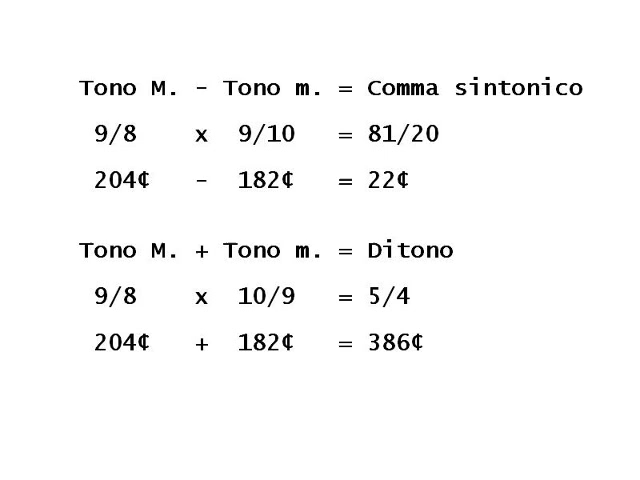 Tono M. - Tono m. = Comma sintonico
9/8 x 9/10 = 81/20
204¢ - 182¢ = 22¢
Tono M. + Tono m. = Ditono
9/8 x 10/9 = 5/4
204¢ + 182¢ = 386¢